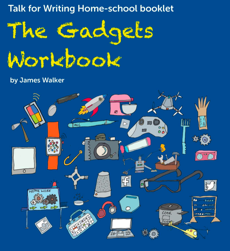 Talk for Writing Home-school booklet
The Gadgets
Workbook
by James Walker